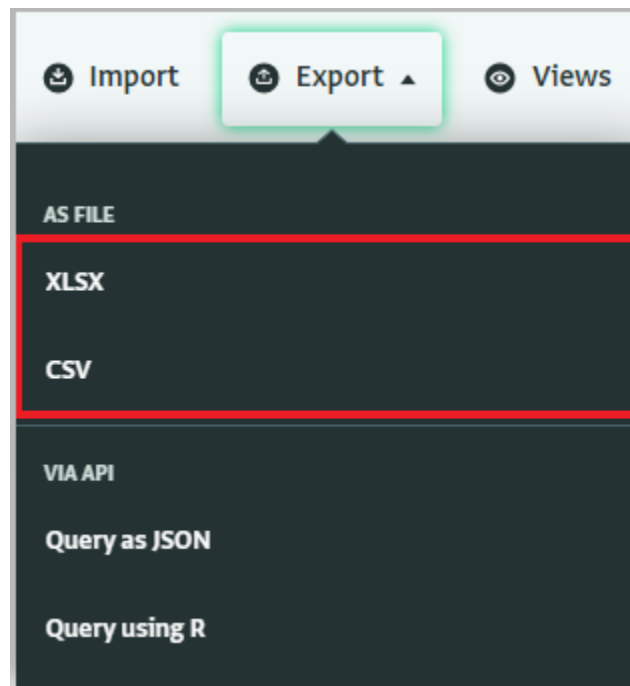 Import Export Views
AS FILE
XLSX
CSV
VIA API
Query as JSON
Query using R